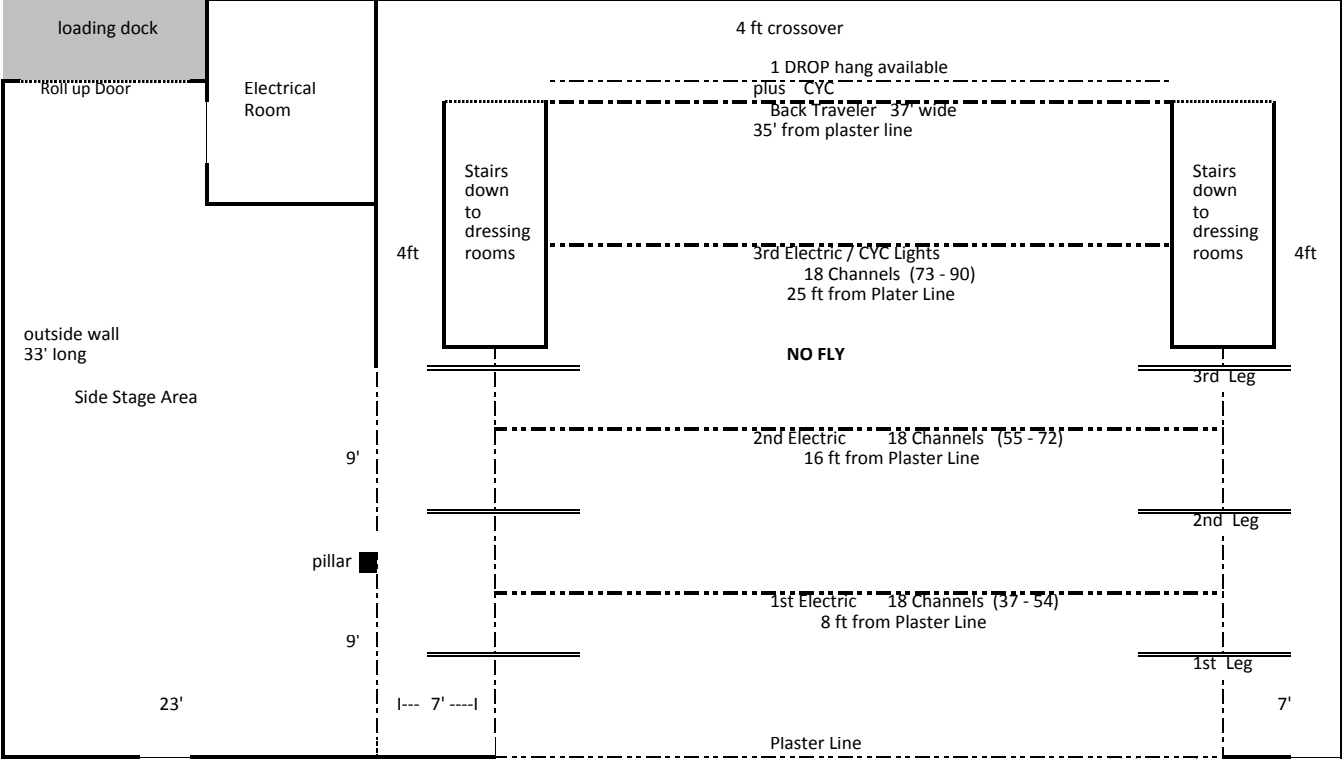 loading dock
4 ft crossover
1 DROP hang available
Roll up Door
Electrical
Room
plus CYC
Back Traveler 37' wide
35' from plaster line
Stairs
down
to
dressing
rooms
Stairs
down
to
dressing
rooms
4ft
4ft
3rd Electric / CYC Lights
18 Channels (73 - 90)
25 ft from Plater Line
outside wall
33' long
NO FLY
3rd Leg
Side Stage Area
2nd Electric 18 Channels (55 - 72)
16 ft from Plaster Line
9'
2nd Leg
pillar
1st Electric 18 Channels (37 - 54)
8 ft from Plaster Line
9'
1st Leg
23'
I--- 7' ----I
7'
Plaster Line